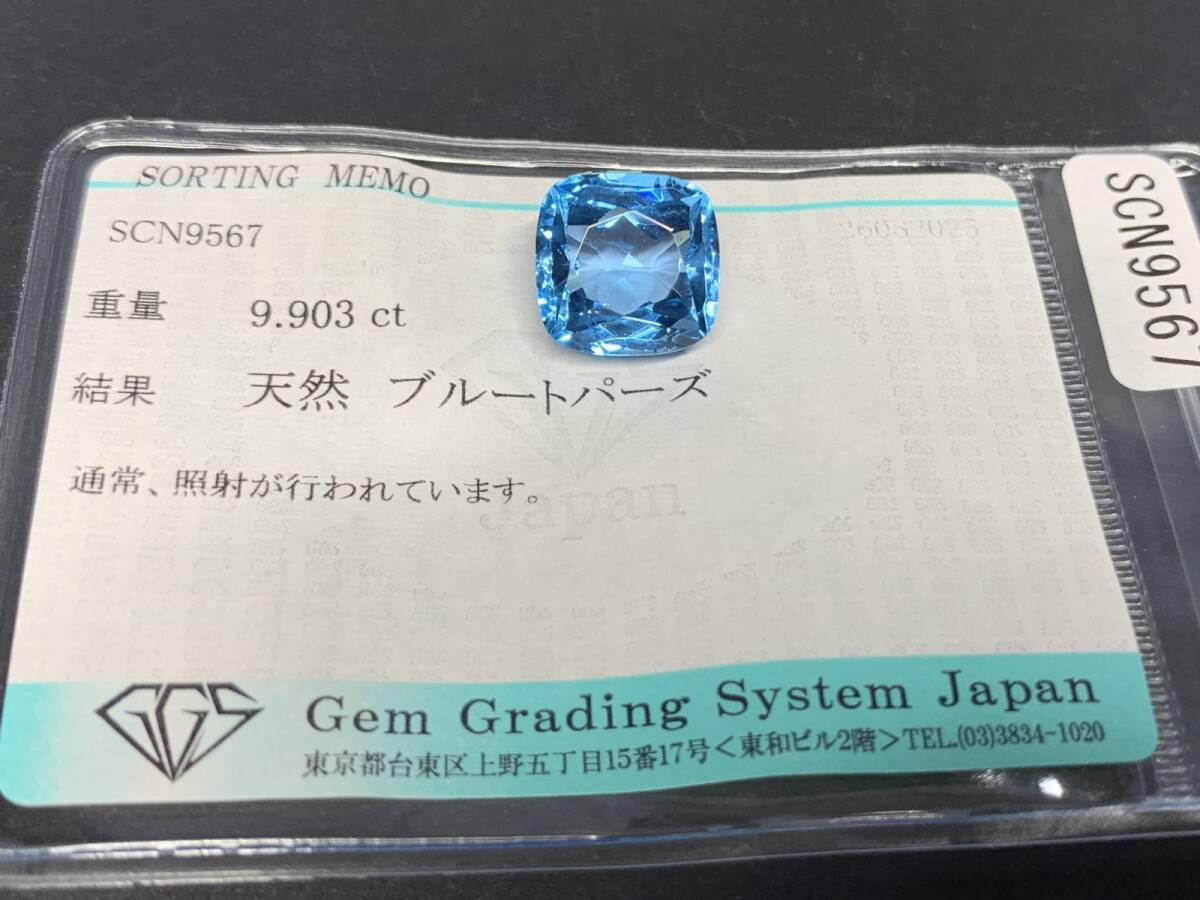 SORTING MEMO
SCN9567
26082025
重量 9.903 ct
結果 天然 ブルートパーズ
通常、照射が行われています。
Japan
GGS
Gem Grading System Japan
東京都台東区上野五丁目15番17号＜東和ビル2階＞TEL.(03)3834-1020
SCN9567